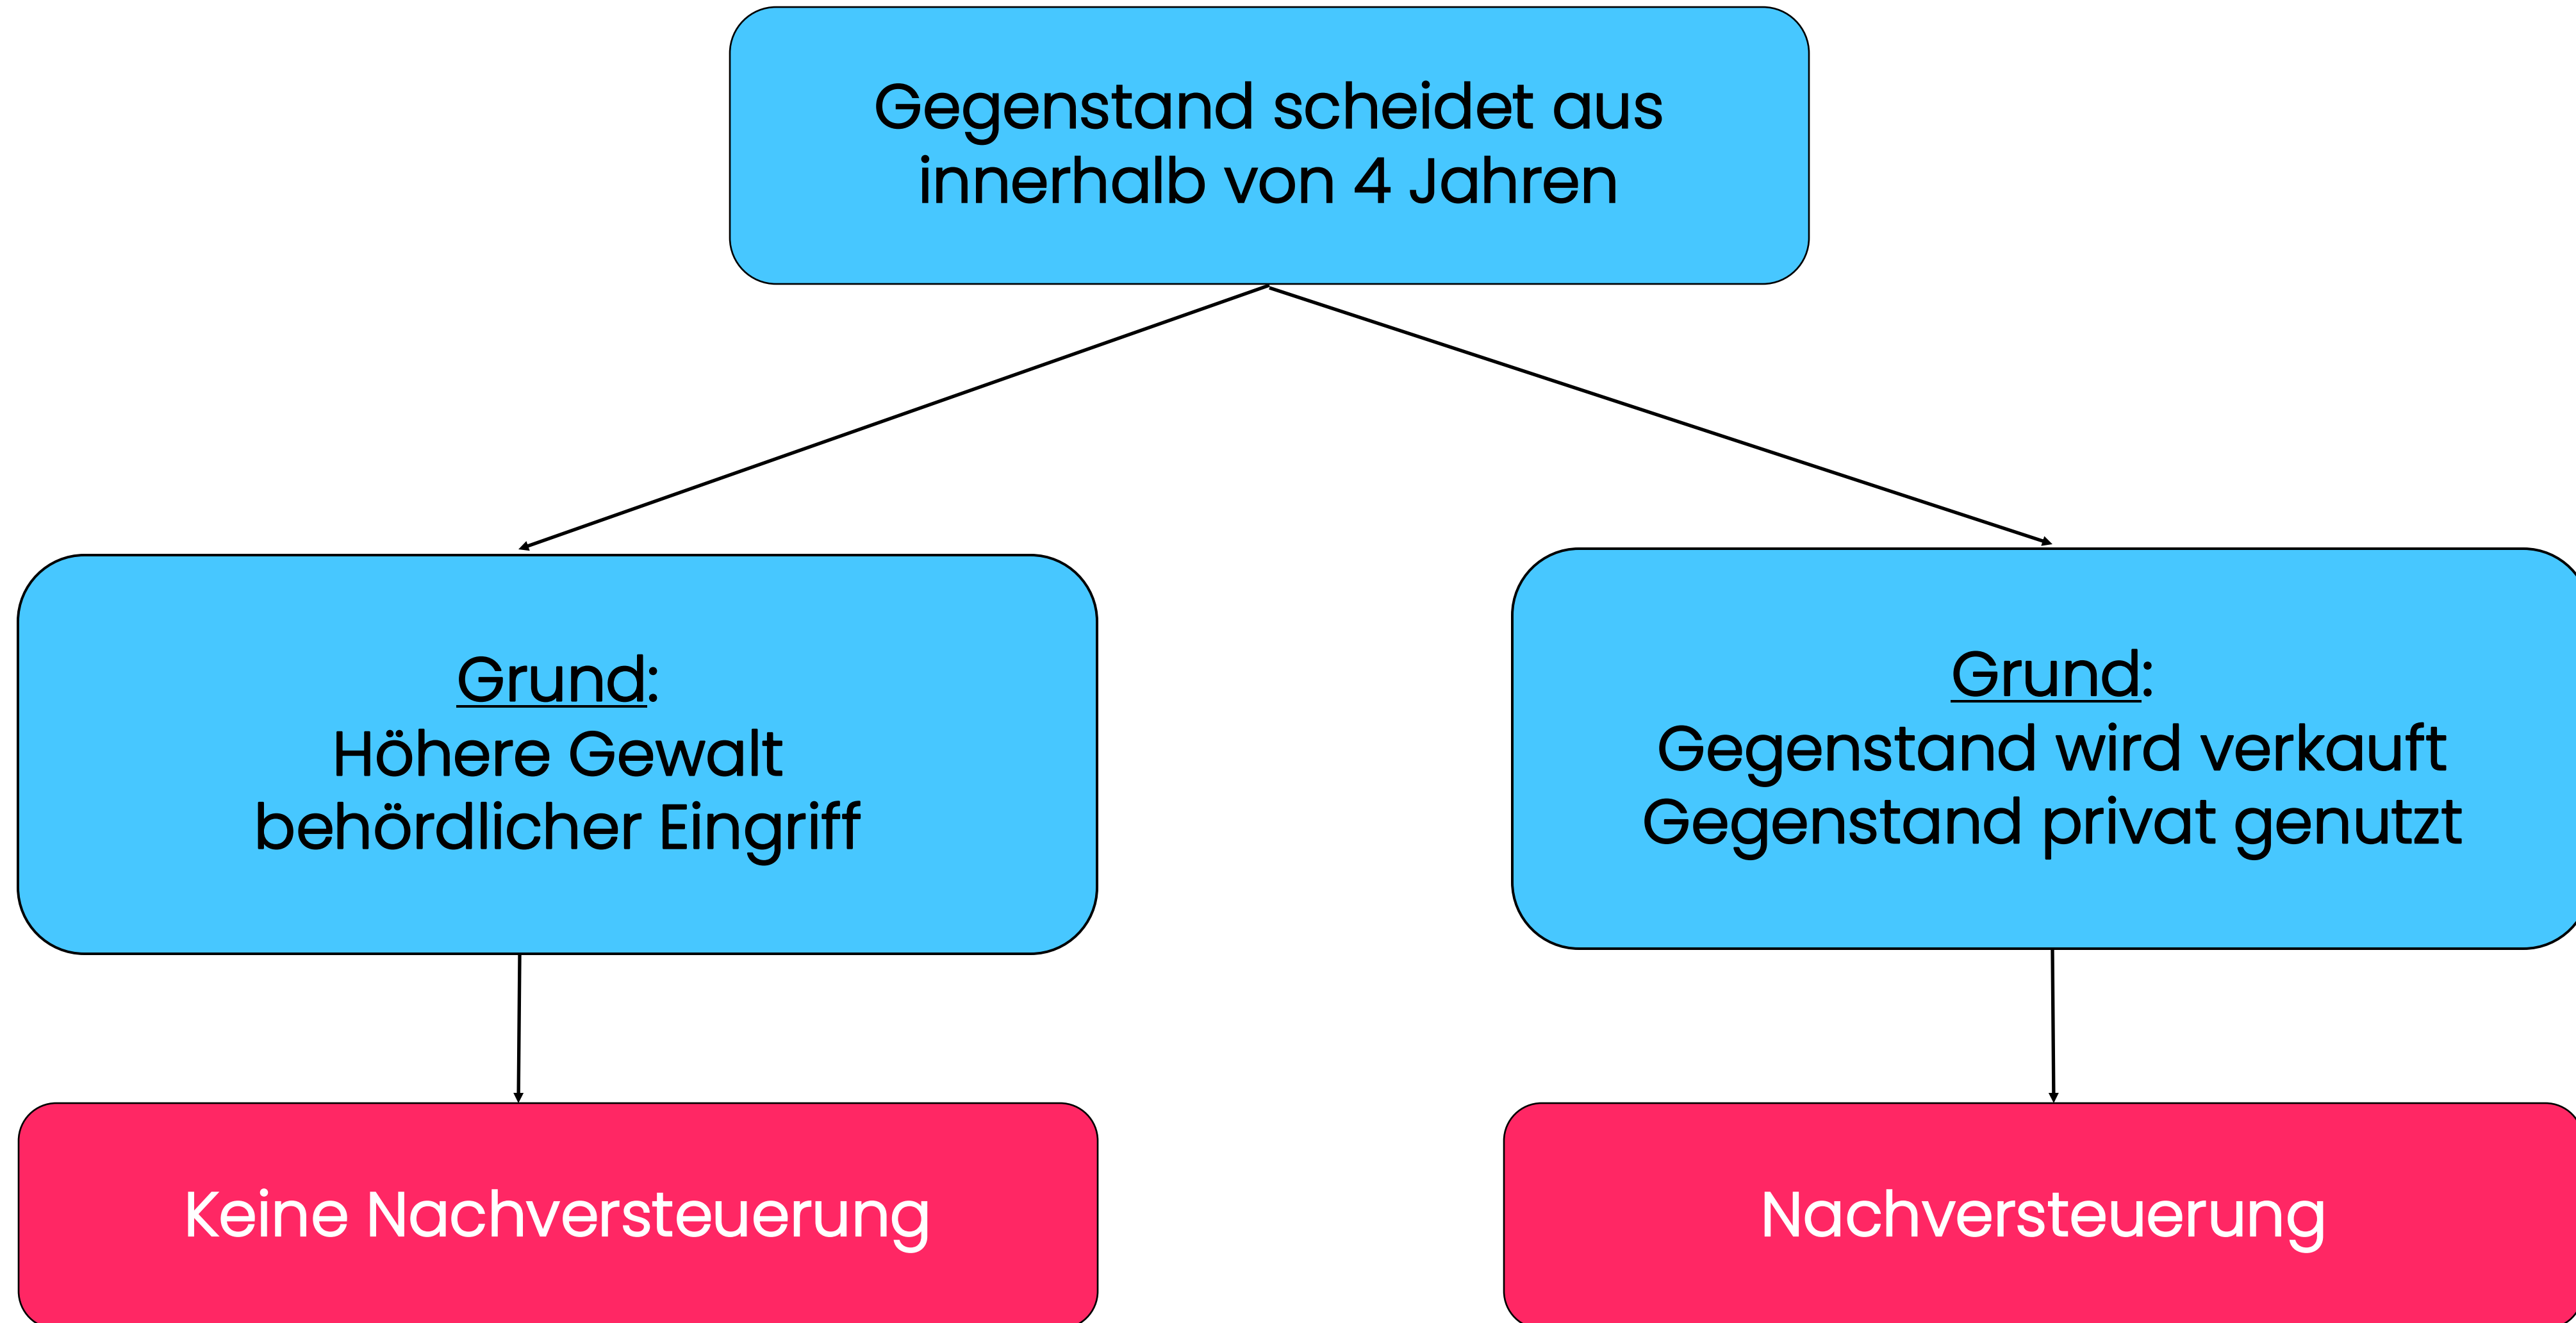 Gegenstand scheidet aus
innerhalb von 4 Jahren
Grund:
Höhere Gewalt
behördlicher Eingriff
Grund:
Gegenstand wird verkauft
Gegenstand privat genutzt
Keine Nachversteuerung
Nachversteuerung